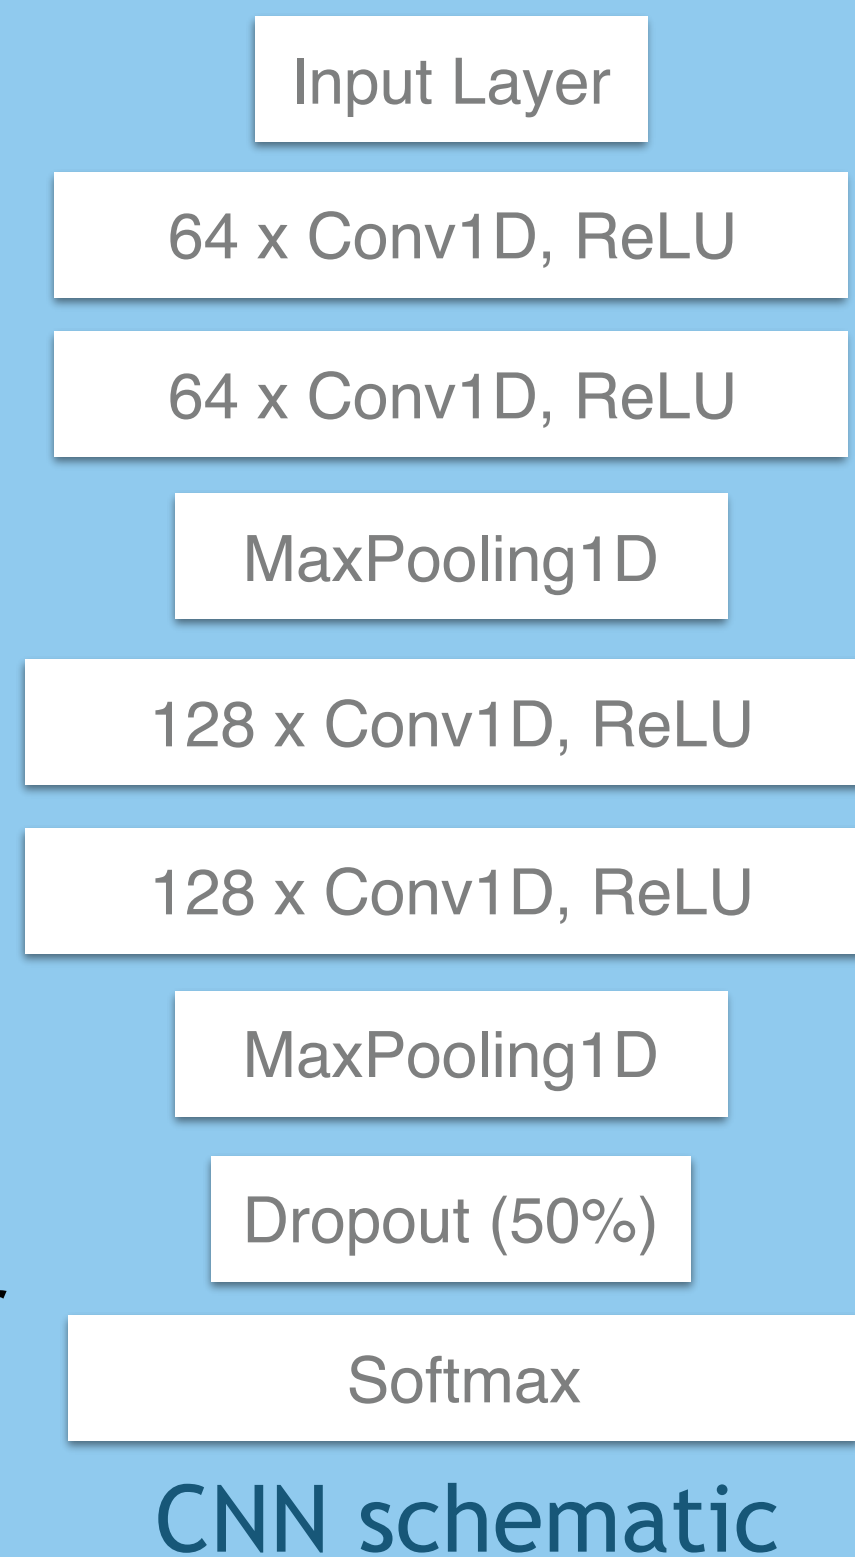 Input Layer
64 x Conv1D, ReLU
64 x Conv1D, ReLU
MaxPooling1D
128 x Conv1D, ReLU
128 x Conv1D, ReLU
MaxPooling1D
Dropout (50%)
Softmax
CNN schematic